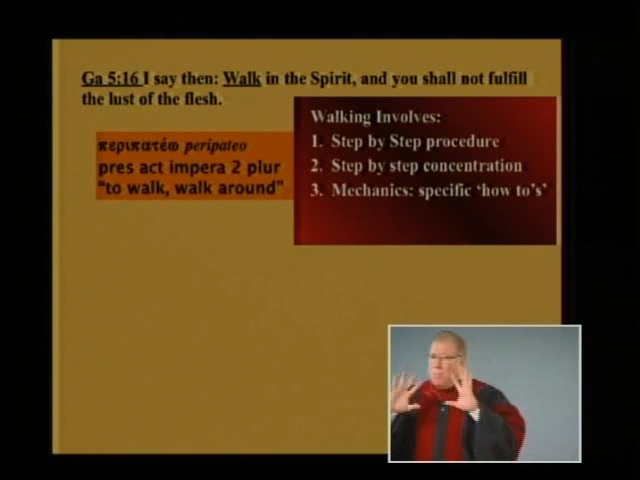 Ga 5:16 I say then: Walk in the Spirit, and you shall not fulfill
the lust of the flesh.
περιπατέω peripateo
pres act impera 2 plur
"to walk, walk around"
Walking Involves:
1. Step by Step procedure
2. Step by step concentration
3. Mechanics: specific 'how to's'